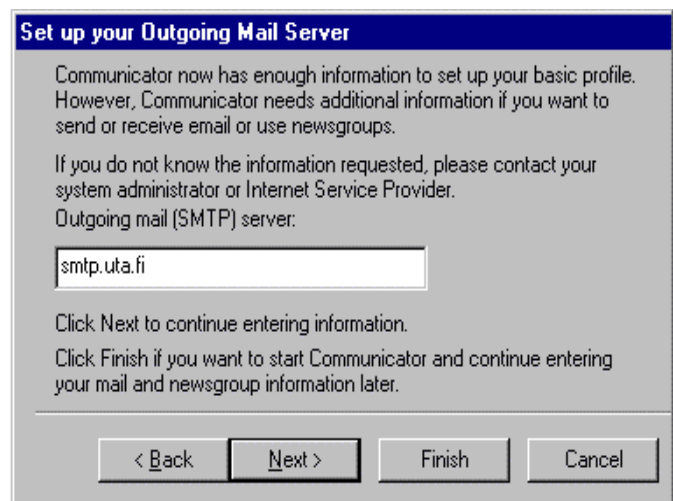 Set up your Outgoing Mail Server
Communicator now has enough information to set up your basic profile.
However, Communicator needs additional information if you want to
send or receive email or use newsgroups.
If you do not know the information requested, please contact your
system administrator or Internet Service Provider.
Outgoing mail (SMTP) server:
smtp.uta.fi
Click Next to continue entering information.
Click Finish if you want to start Communicator and continue entering
your mail and newsgroup information later.
< Back Next > Finish Cancel